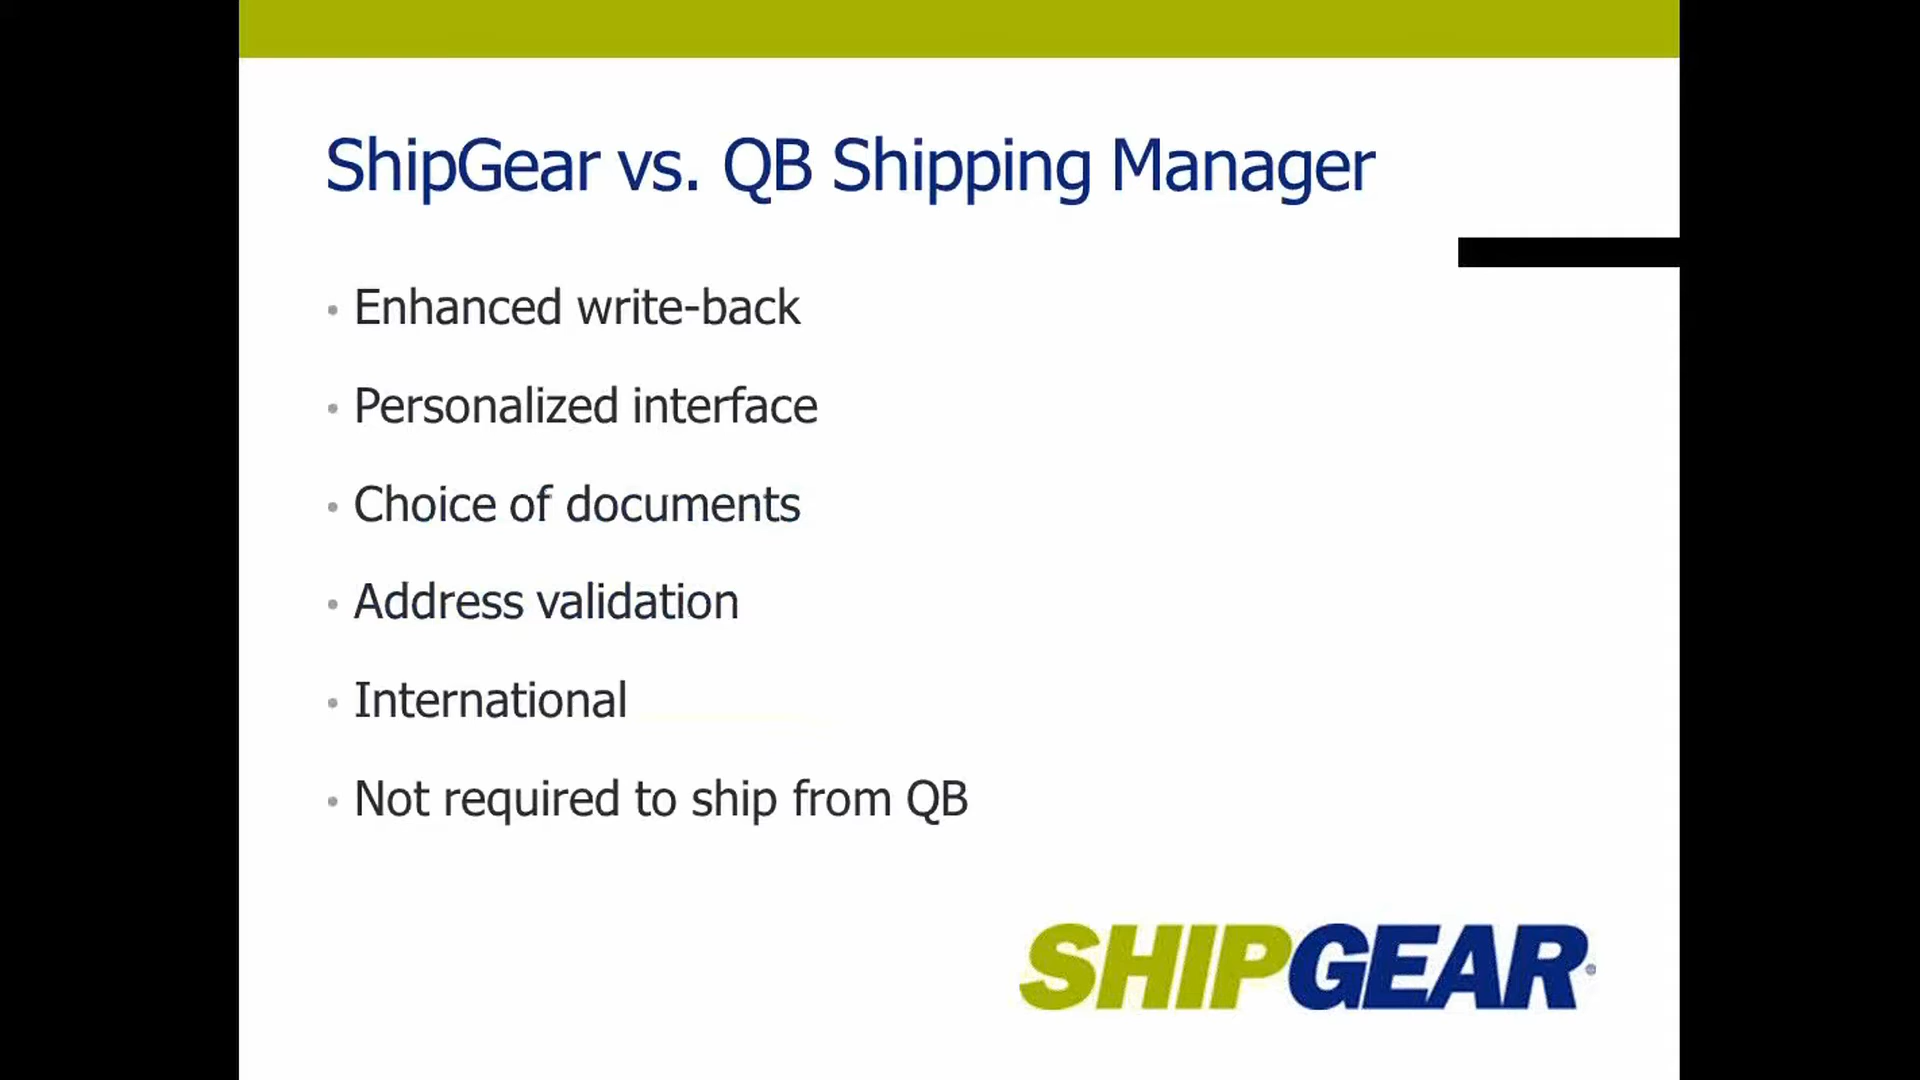 ShipGear vs. QB Shipping Manager
• Enhanced write-back
• Personalized interface
• Choice of documents
• Address validation
• International
• Not required to ship from QB
SHIPGEAR®